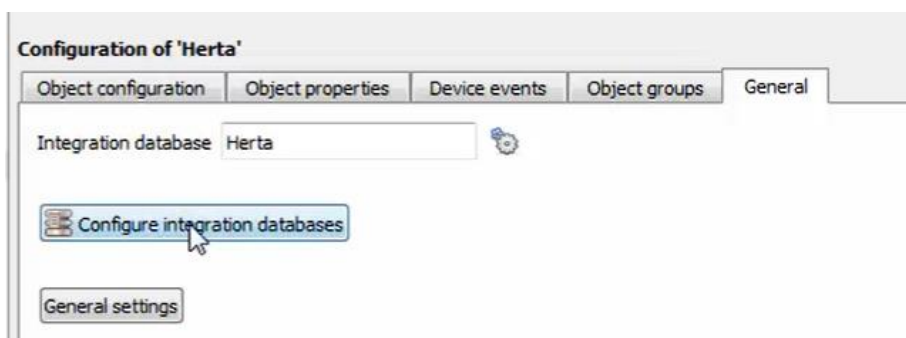 Configuration of 'Herta'
Object configuration Object properties Device events Object groups General
Integration database Herta
Configure integration databases
General settings